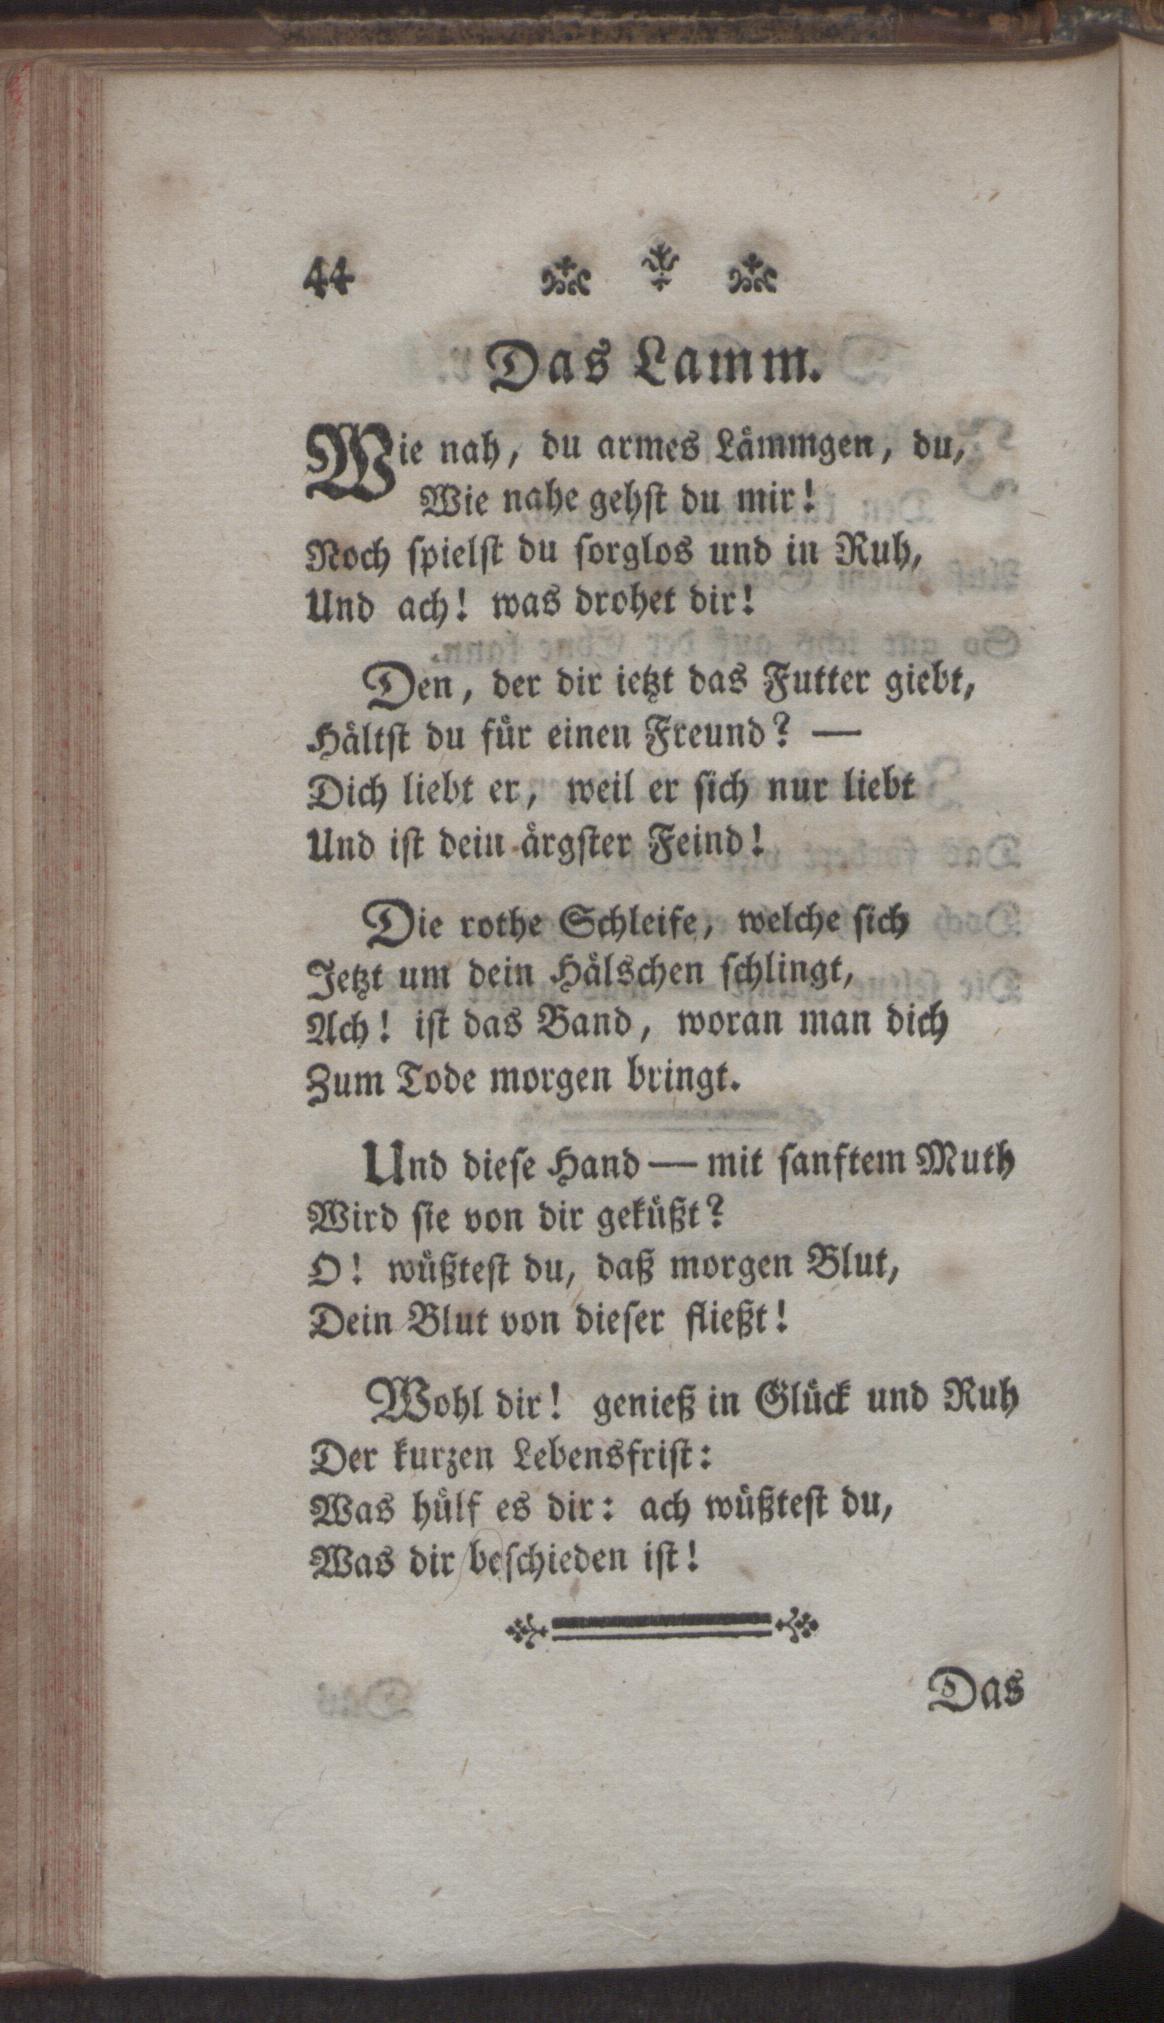 44
Das Lamm.
Wie nah, du armes Lämmgen, du,
Wie nahe gehst du mir!
Noch spielst du sorglos und in Ruh,
Und ach! was drohet dir!
Den, der dir ietzt das Futter giebt,
Hältst du für einen Freund? —
Dich liebt er, weil er sich nur liebt
Und ist dein ärgster Feind!
Die rothe Schleife, welche sich
Jetzt um dein Hälschen schlingt,
Ach! ist das Band, woran man dich
Zum Tode morgen bringt.
Und diese Hand — mit sanftem Muth
Wird sie von dir geküßt?
O! wüßtest du, daß morgen Blut,
Dein Blut von dieser fließt!
Wohl dir! genieß in Glück und Ruh
Der kurzen Lebensfrist:
Was hülf es dir: ach wüßtest du,
Was dir beschieden ist!
Das